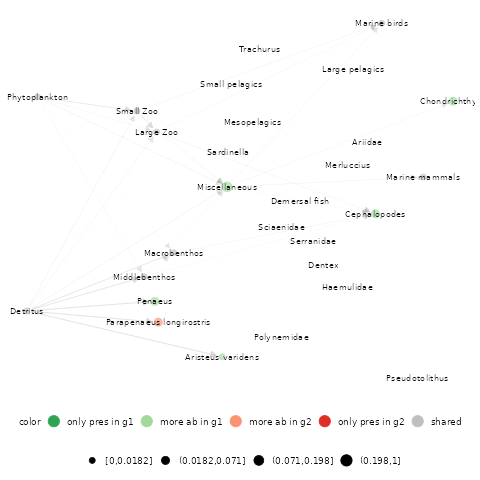 Marine birds
Trachurus
Large pelagics
Small pelagics
Phytoplankton
Chondrichthy
Small Zoo
Mesopelagics
Large Zoo
Ariidae
Sardinella
Merluccius
Marine mammals
Miscellaneous
Demersal fish
Cephalopodes
Sciaenidae
Serranidae
Macrobenthos
Dentex
Middlebenthos
Haemulidae
Penaeus
Detritus
Parapenaeus longirostris
Polynemidae
Aristeus varidens
Pseudotolithus
color only pres in g1 more ab in g1 more ab in g2 only pres in g2 shared
[0,0.0182] (0.0182,0.071] (0.071,0.198] (0.198,1]